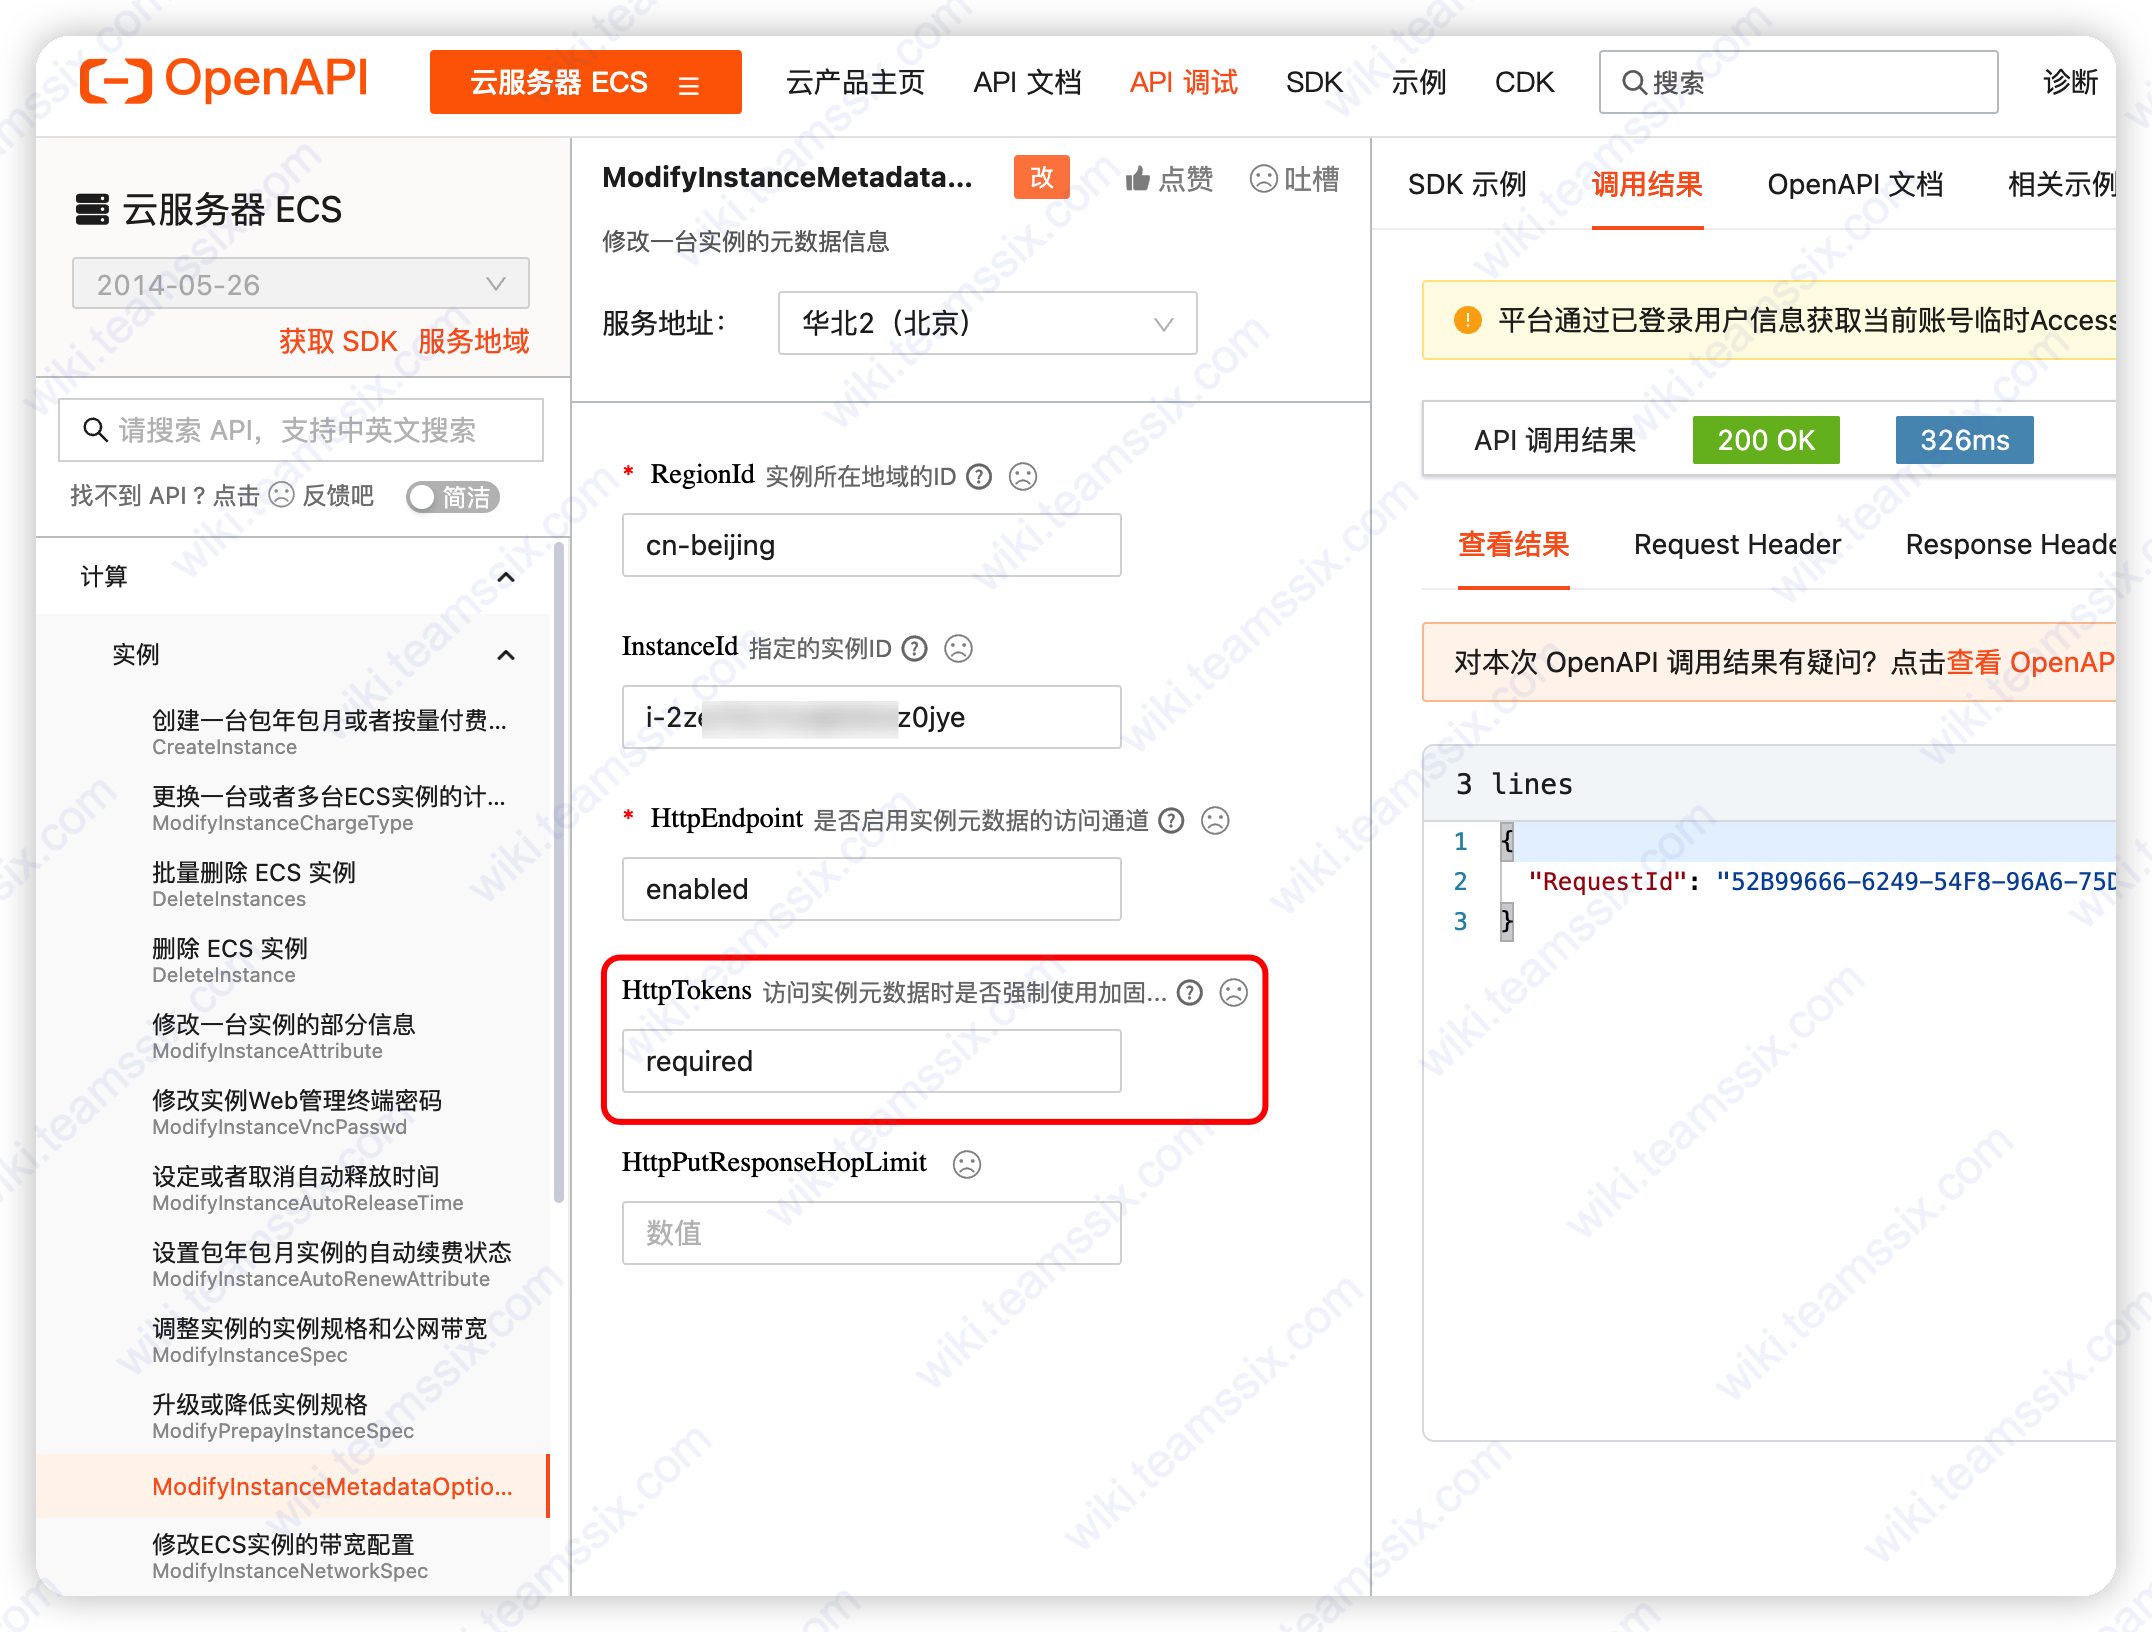 OpenAPI
云服务器 ECS
云产品主页
API 文档
API 调试
SDK
示例
CDK
搜索
诊断
云服务器 ECS
2014-05-26
获取 SDK 服务地域
请搜索 API，支持中英文搜索
找不到 API ? 点击 反馈吧
简洁
计算
实例
创建一台包年包月或者按量付费...
CreateInstance
更换一台或者多台ECS实例的计...
ModifyInstanceChargeType
批量删除 ECS 实例
DeleteInstances
删除 ECS 实例
DeleteInstance
修改一台实例的部分信息
ModifyInstanceAttribute
修改实例Web管理终端密码
ModifyInstanceVncPasswd
设定或者取消自动释放时间
ModifyInstanceAutoReleaseTime
设置包年包月实例的自动续费状态
ModifyInstanceAutoRenewAttribute
调整实例的实例规格和公网带宽
ModifyInstanceSpec
升级或降低实例规格
ModifyPrepayInstanceSpec
ModifyInstanceMetadataOptio...
修改ECS实例的带宽配置
ModifyInstanceNetworkSpec
ModifyInstanceMetadata...
改
点赞
吐槽
修改一台实例的元数据信息
服务地址：
华北2（北京）
* RegionId 实例所在地域的ID
cn-beijing
InstanceId 指定的实例ID
i-2ze z0jye
* HttpEndpoint 是否启用实例元数据的访问通道
enabled
HttpTokens 访问实例元数据时是否强制使用加固...
required
HttpPutResponseHopLimit
数值
SDK 示例
调用结果
OpenAPI 文档
相关示例
平台通过已登录用户信息获取当前账号临时Access
API 调用结果
200 OK
326ms
查看结果
Request Header
Response Heade
对本次 OpenAPI 调用结果有疑问？点击查看 OpenAP
3 lines
1 {
2 "RequestId": "52B99666-6249-54F8-96A6-75D
3 }
wiki.teamssix.com